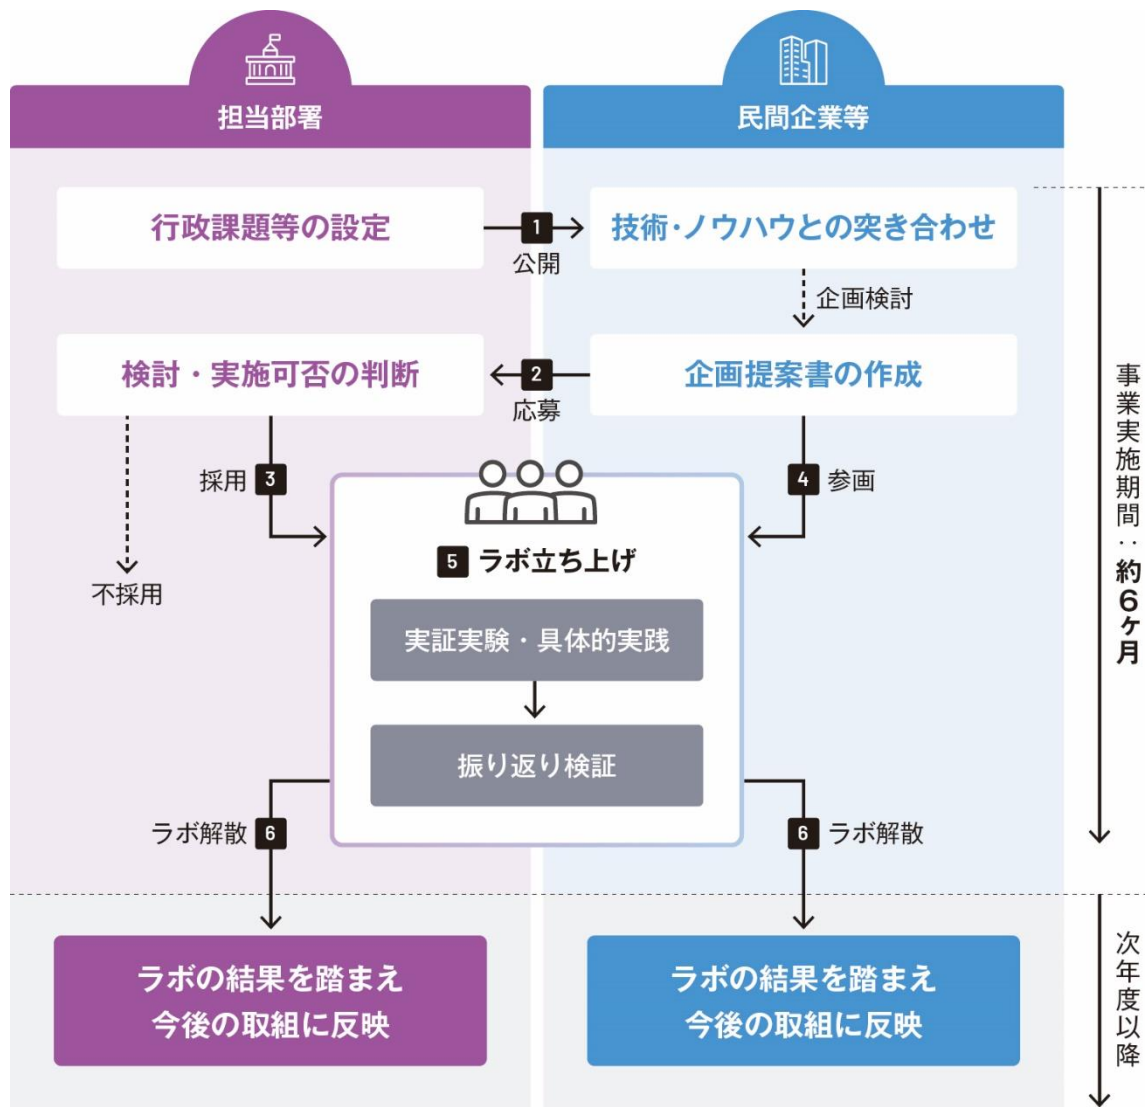 担当部署
民間企業等
行政課題等の設定
1
公開
技術・ノウハウとの突き合わせ
企画検討
検討・実施可否の判断
2
応募
企画提案書の作成
採用 3
4 参画
不採用
5 ラボ立ち上げ
実証実験・具体的実践
振り返り検証
ラボ解散 6
6 ラボ解散
事業実施期間:約6ヶ月
ラボの結果を踏まえ
今後の取組に反映
ラボの結果を踏まえ
今後の取組に反映
次年度以降